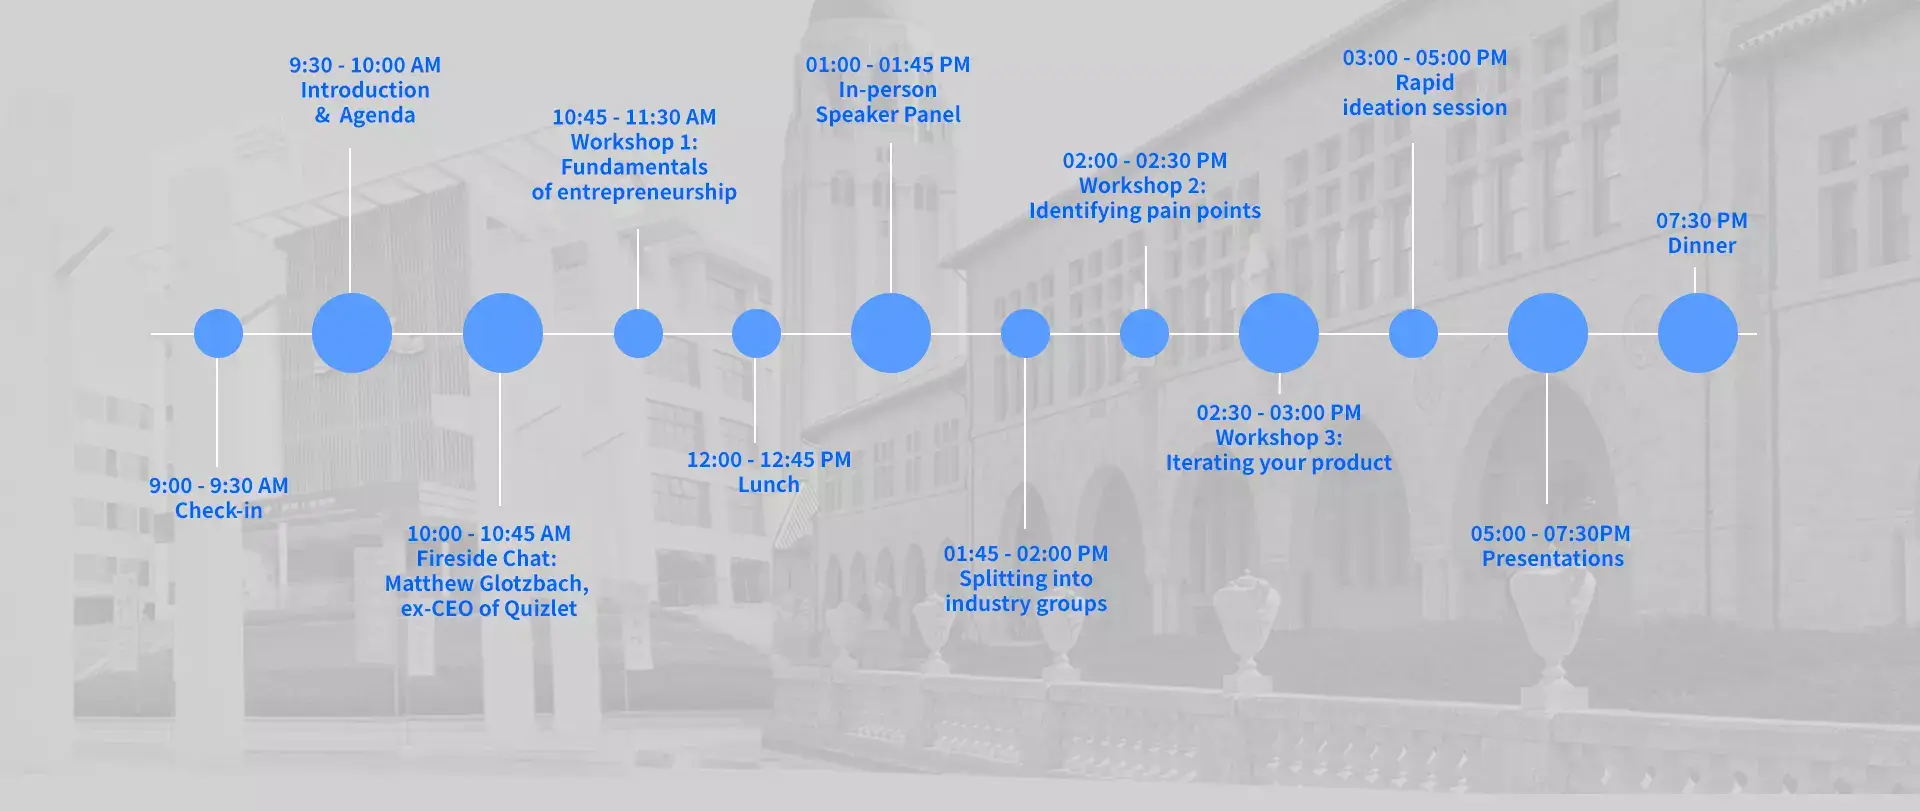 9:00 - 9:30 AM
Check-in
9:30 - 10:00 AM
Introduction
& Agenda
10:00 - 10:45 AM
Fireside Chat:
Matthew Glotzbach,
ex-CEO of Quizlet
10:45 - 11:30 AM
Workshop 1:
Fundamentals
of entrepreneurship
12:00 - 12:45 PM
Lunch
01:00 - 01:45 PM
In-person
Speaker Panel
01:45 - 02:00 PM
Splitting into
industry groups
02:00 - 02:30 PM
Workshop 2:
Identifying pain points
02:30 - 03:00 PM
Workshop 3:
Iterating your product
03:00 - 05:00 PM
Rapid
ideation session
05:00 - 07:30PM
Presentations
07:30 PM
Dinner